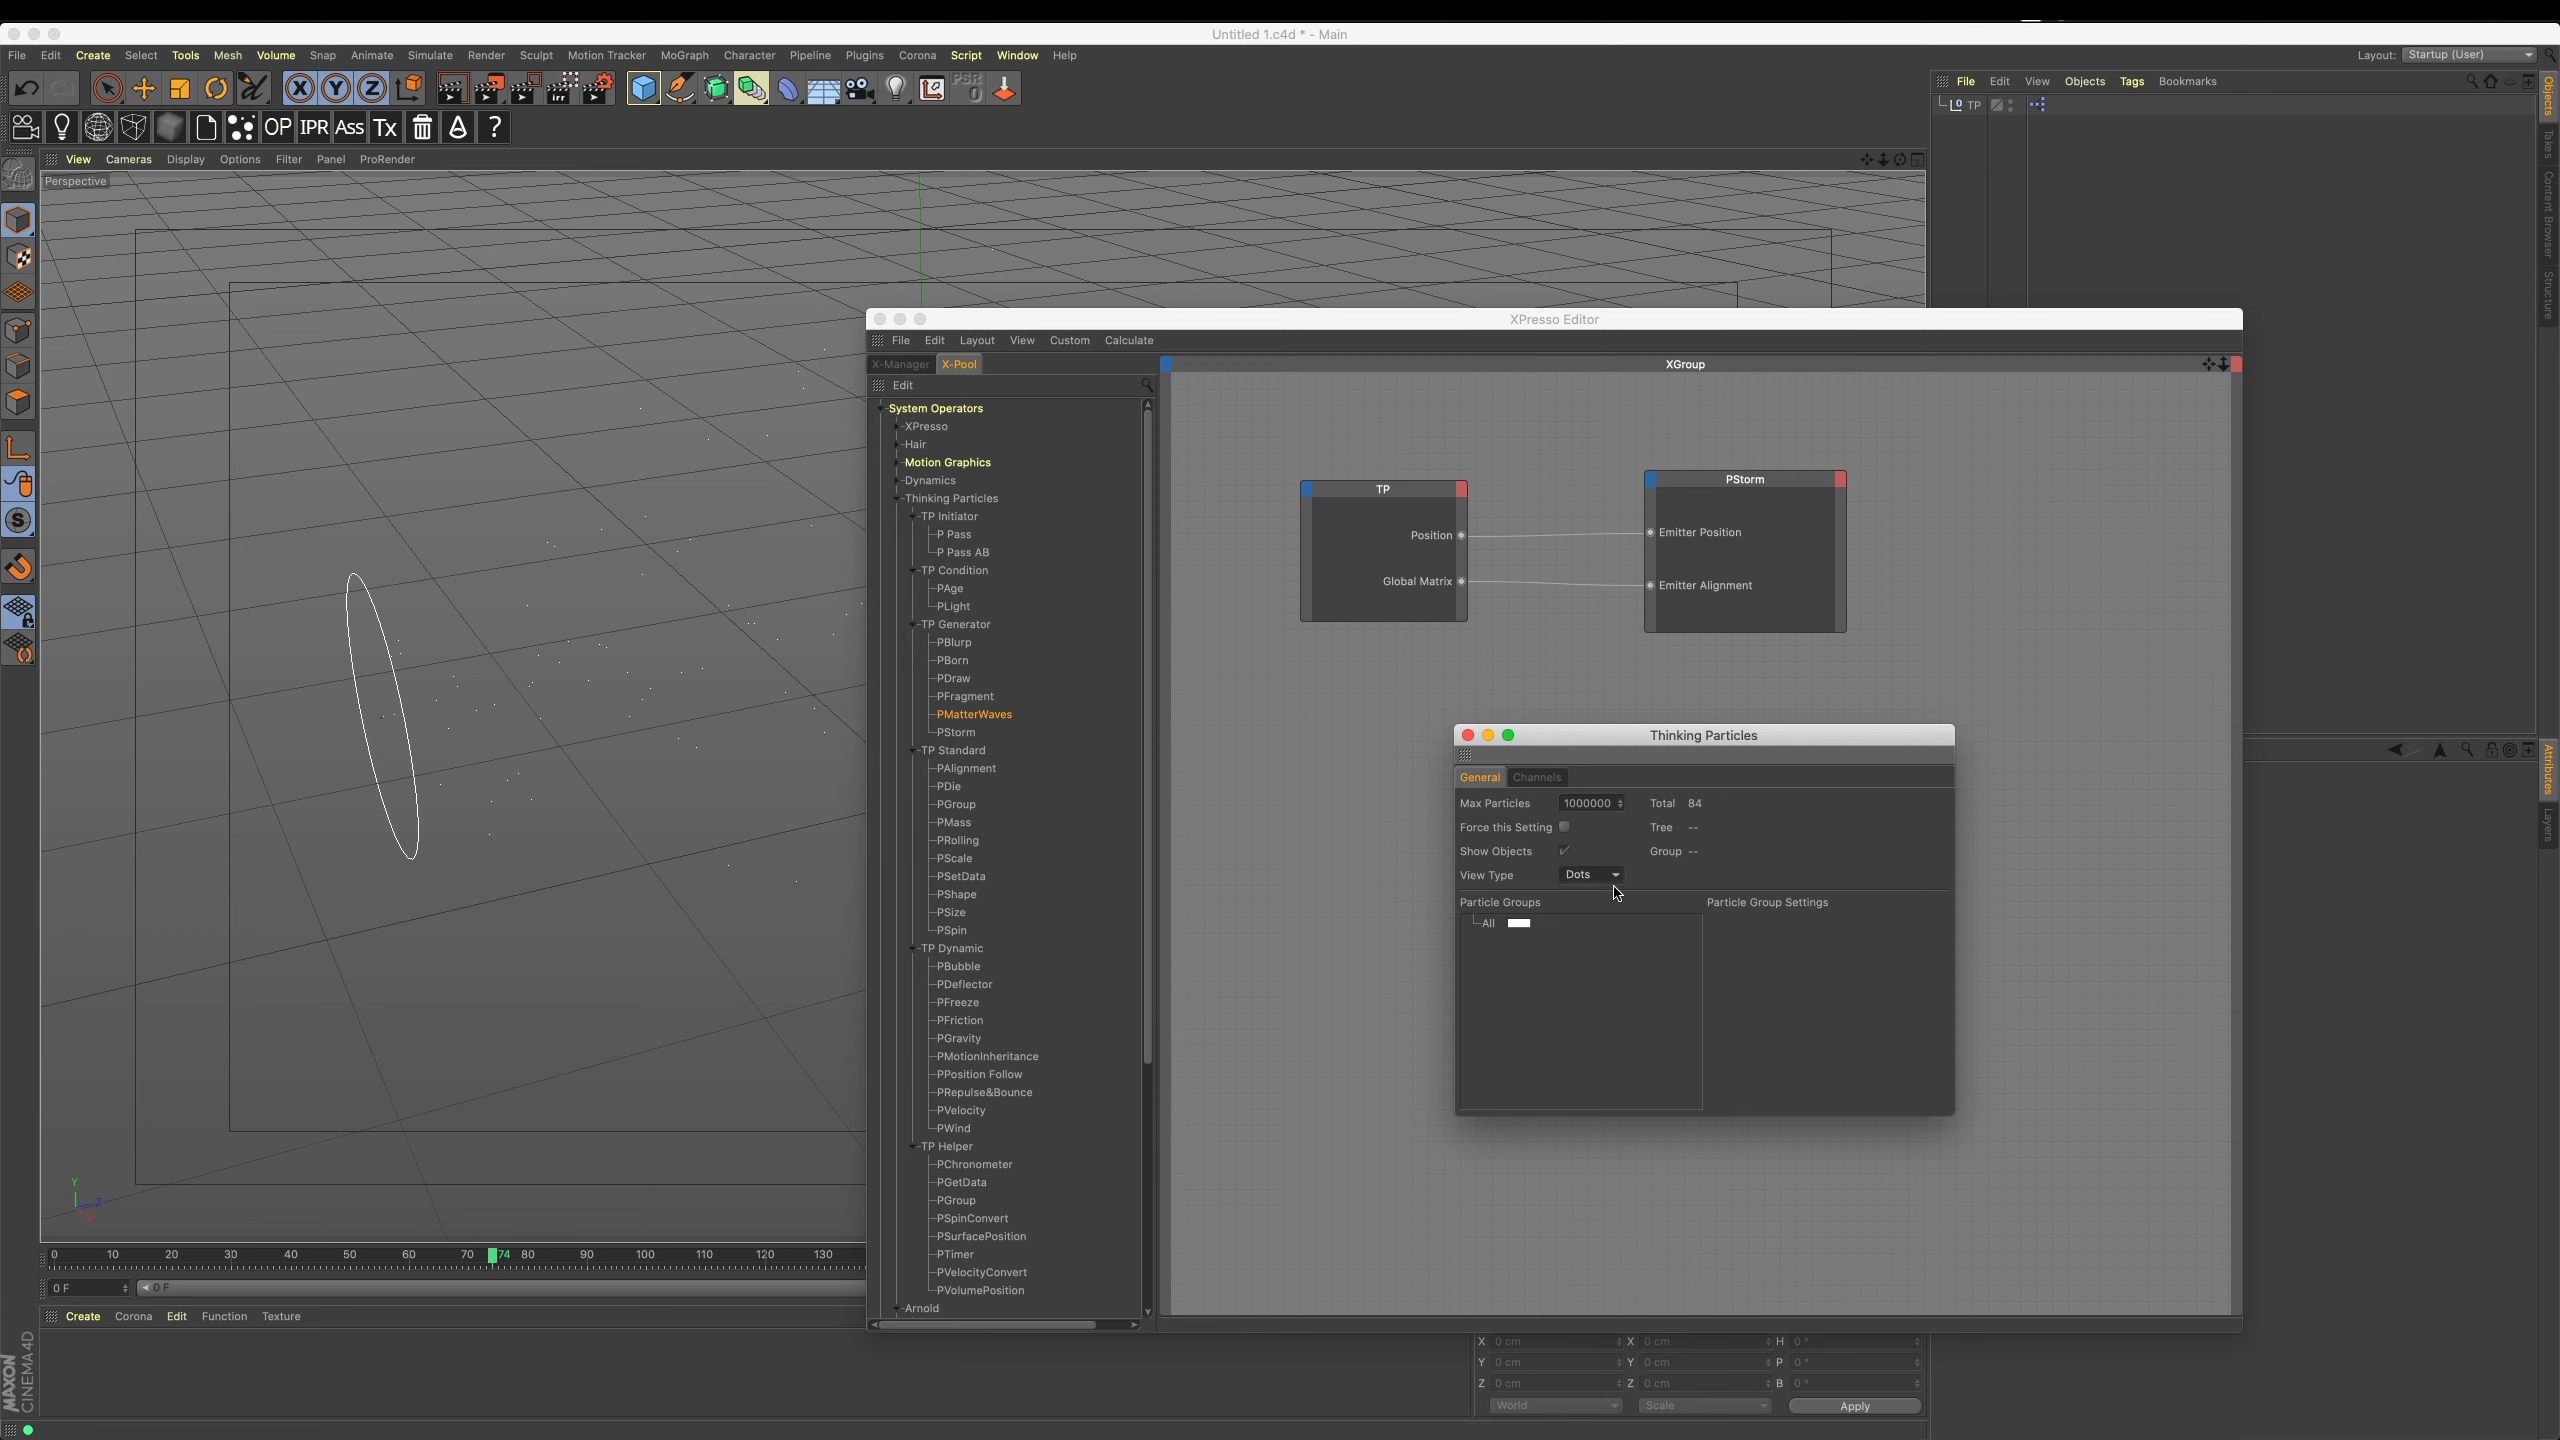 Untitled 1.c4d * - Main
File Edit Create Select Tools Mesh Volume Snap Animate Simulate Render Sculpt Motion Tracker MoGraph Character Pipeline Plugins Corona Script Window Help
Layout: Startup (User)
X Y Z irr PSR 0
File Edit View Objects Tags Bookmarks
TP
OP IPR Ass Tx ?
View Cameras Display Options Filter Panel ProRender
Perspective
Objects
Takes
Content Browser
Structure
XPresso Editor
File Edit Layout View Custom Calculate
X-Manager X-Pool
XGroup
Edit
System Operators
XPresso
Hair
Motion Graphics
Dynamics
Thinking Particles
TP Initiator
P Pass
P Pass AB
TP Condition
PAge
PLight
TP Generator
PBlurp
PBorn
PDraw
PFragment
PMatterWaves
PStorm
TP Standard
PAlignment
PDie
PGroup
PMass
PRolling
PScale
PSetData
PShape
PSize
PSpin
TP Dynamic
PBubble
PDeflector
PFreeze
PFriction
PGravity
PMotionInheritance
PPosition Follow
PRepulse&Bounce
PVelocity
PWind
TP Helper
PChronometer
PGetData
PGroup
PSpinConvert
PSurfacePosition
PTimer
PVelocityConvert
PVolumePosition
Arnold
TP
Position
Global Matrix
PStorm
Emitter Position
Emitter Alignment
Thinking Particles
General Channels
Max Particles 1000000 Total 84
Force this Setting Tree --
Show Objects Group --
View Type Dots
Particle Groups Particle Group Settings
All
Attributes
Layers
Y
Z
X
0 10 20 30 40 50 60 70 74 80 90 100 110 120 130
0 F 0 F
Create Corona Edit Function Texture
X 0 cm X 0 cm H 0 °
Y 0 cm Y 0 cm P 0 °
Z 0 cm Z 0 cm B 0 °
World Scale Apply
MAXON
CINEMA 4D